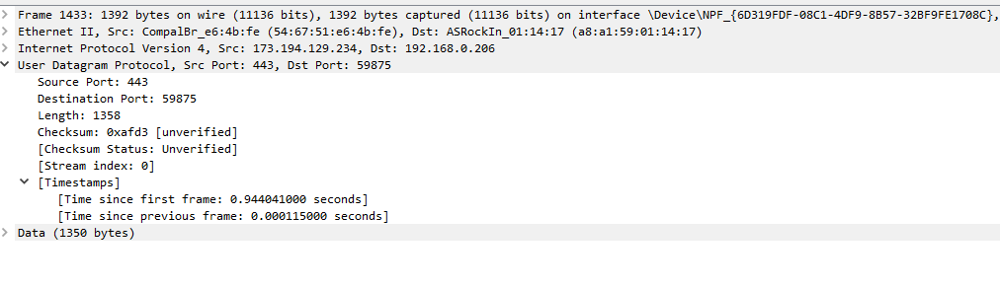 Frame 1433: 1392 bytes on wire (11136 bits), 1392 bytes captured (11136 bits) on interface \Device\NPF_{6D319FDF-08C1-4DF9-8B57-32BF9FE1708C},
Ethernet II, Src: CompalBr_e6:4b:fe (54:67:51:e6:4b:fe), Dst: ASRockIn_01:14:17 (a8:a1:59:01:14:17)
Internet Protocol Version 4, Src: 173.194.129.234, Dst: 192.168.0.206
User Datagram Protocol, Src Port: 443, Dst Port: 59875
Source Port: 443
Destination Port: 59875
Length: 1358
Checksum: 0xafd3 [unverified]
[Checksum Status: Unverified]
[Stream index: 0]
[Timestamps]
[Time since first frame: 0.944041000 seconds]
[Time since previous frame: 0.000115000 seconds]
Data (1350 bytes)